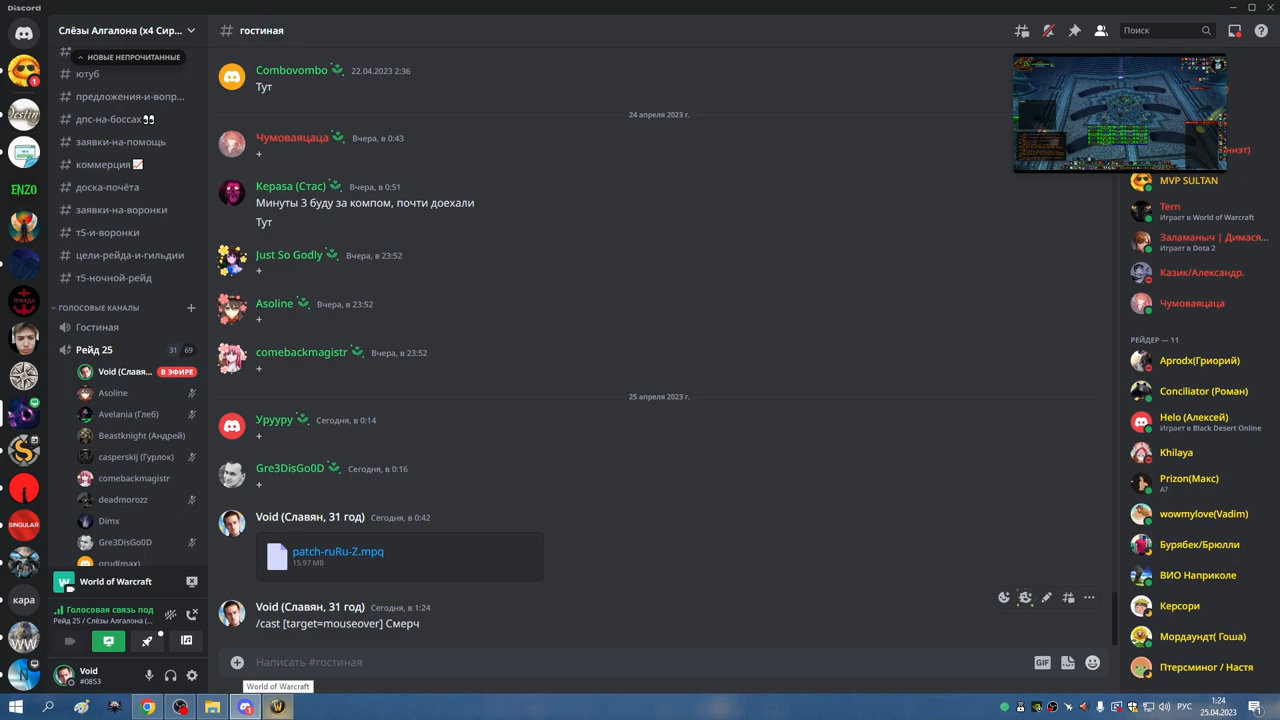 Discord
Слёзы Алгалона (x4 Сир...
НОВЫЕ НЕПРОЧИТАННЫЕ
ютуб
предложения-и-вопр...
дпс-на-боссах👀
заявки-на-помощь
коммерция 📈
доска-почёта
заявки-на-воронки
т5-и-воронки
цели-рейда-и-гильдии
т5-ночной-рейд
ГОЛОСОВЫЕ КАНАЛЫ
Гостиная
Рейд 25 31 69
Void (Славя... В ЭФИРЕ
Asoline
Avelania (Глеб)
Beastknight (Андрей)
casperskij (Гурлок)
comebackmagistr
deadmorozz
Dimx
Gre3DisGo0D
grud(max)
World of Warcraft
Голосовая связь под
Рейд 25 / Слёзы Алгалона (...
Void
#0853
ENZO
ТРИАДА
SINGULAR
кара
WW
гостиная
Поиск
Combovombo 22.04.2023 2:36
Тут
24 апреля 2023 г.
Чумоваяцаца Вчера, в 0:43
+
Кераsa (Стас) Вчера, в 0:51
Минуты 3 буду за компом, почти доехали
Тут
Just So Godly Вчера, в 23:52
+
Asoline Вчера, в 23:52
+
comebackmagistr Вчера, в 23:52
+
25 апреля 2023 г.
Урууру Сегодня, в 0:14
+
Gre3DisGo0D Сегодня, в 0:16
+
Void (Славян, 31 год) Сегодня, в 0:42
patch-ruRu-Z.mpq
15.97 MB
Void (Славян, 31 год) Сегодня, в 1:24
/cast [target=mouseover] Смерч
Написать #гостиная
GIF
World of Warcraft
MVP SULTAN
Tern
Играет в World of Warcraft
Заламаныч | Димася...
Играет в Dota 2
Казик/Александр.
Чумоваяцаца
РЕЙДЕР — 11
Aprodx(Гриорий)
Conciliator (Роман)
Helo (Алексей)
Играет в Black Desert Online
Khilaya
Prizon(Макс)
A?
wowmylove(Vadim)
Бурябек/Брюлли
ВИО Наприколе
Керсори
Мордаундт( Гоша)
Птерсминог / Настя
РУС
1:24
25.04.2023